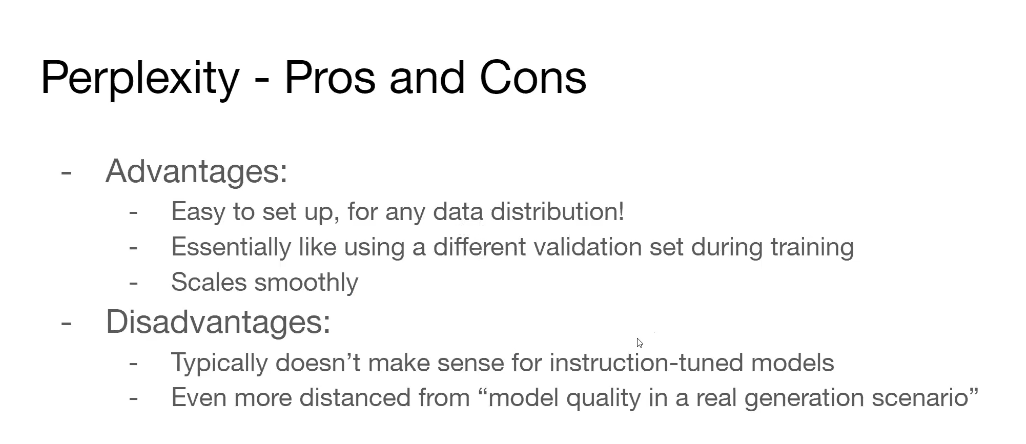 Perplexity - Pros and Cons
- Advantages:
- Easy to set up, for any data distribution!
- Essentially like using a different validation set during training
- Scales smoothly
- Disadvantages:
- Typically doesn’t make sense for instruction-tuned models
- Even more distanced from “model quality in a real generation scenario”